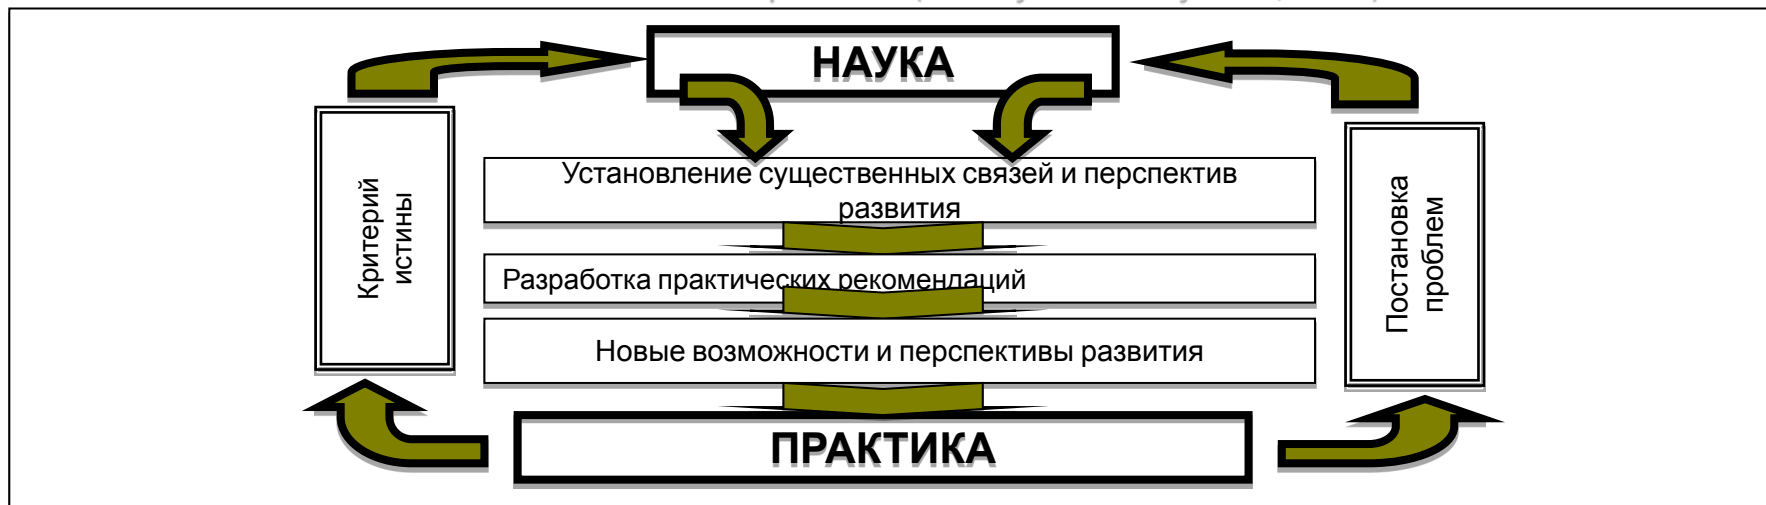 НАУКА
Критерий
истины
Установление существенных связей и перспектив
развития
Разработка практических рекомендаций
Новые возможности и перспективы развития
Постановка
проблем
ПРАКТИКА